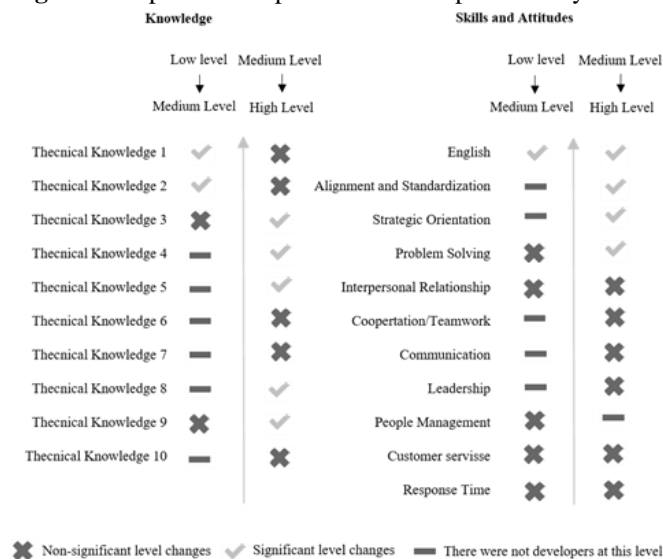 Knowledge Skills and Attitudes
Low level Medium Level Low level Medium Level
Medium Level High Level Medium Level High Level
Thecnical Knowledge 1 English
Thecnical Knowledge 2 Alignment and Standardization
Thecnical Knowledge 3 Strategic Orientation
Thecnical Knowledge 4 Problem Solving
Thecnical Knowledge 5 Interpersonal Relationship
Thecnical Knowledge 6 Coopertation/Teamwork
Thecnical Knowledge 7 Communication
Thecnical Knowledge 8 Leadership
Thecnical Knowledge 9 People Management
Thecnical Knowledge 10 Customer servisse
Response Time
Non-significant level changes Significant level changes There were not developers at this level